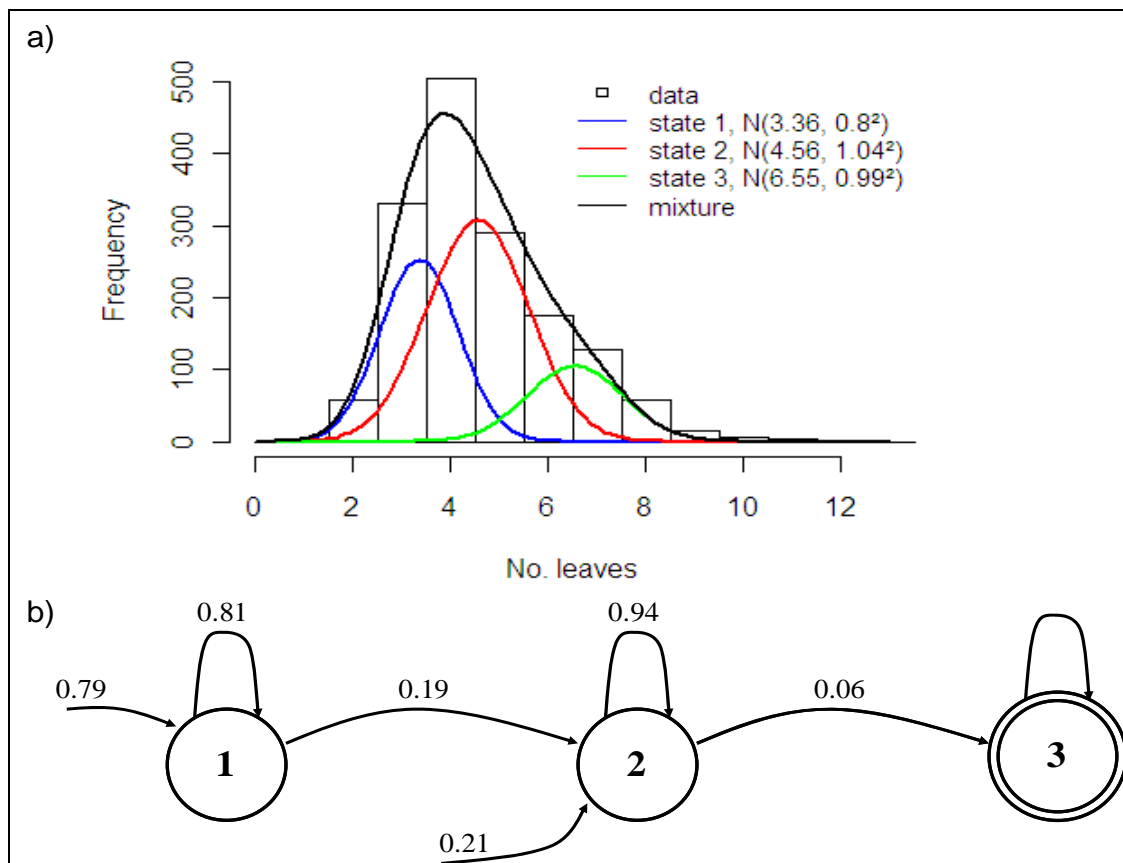 a)
500
400
300
200
100
0
Frequency
data
state 1, N(3.36, 0.8²)
state 2, N(4.56, 1.04²)
state 3, N(6.55, 0.99²)
mixture
0 2 4 6 8 10 12
No. leaves
b)
0.81 0.94
0.79 0.19 0.06
1 2 3
0.21